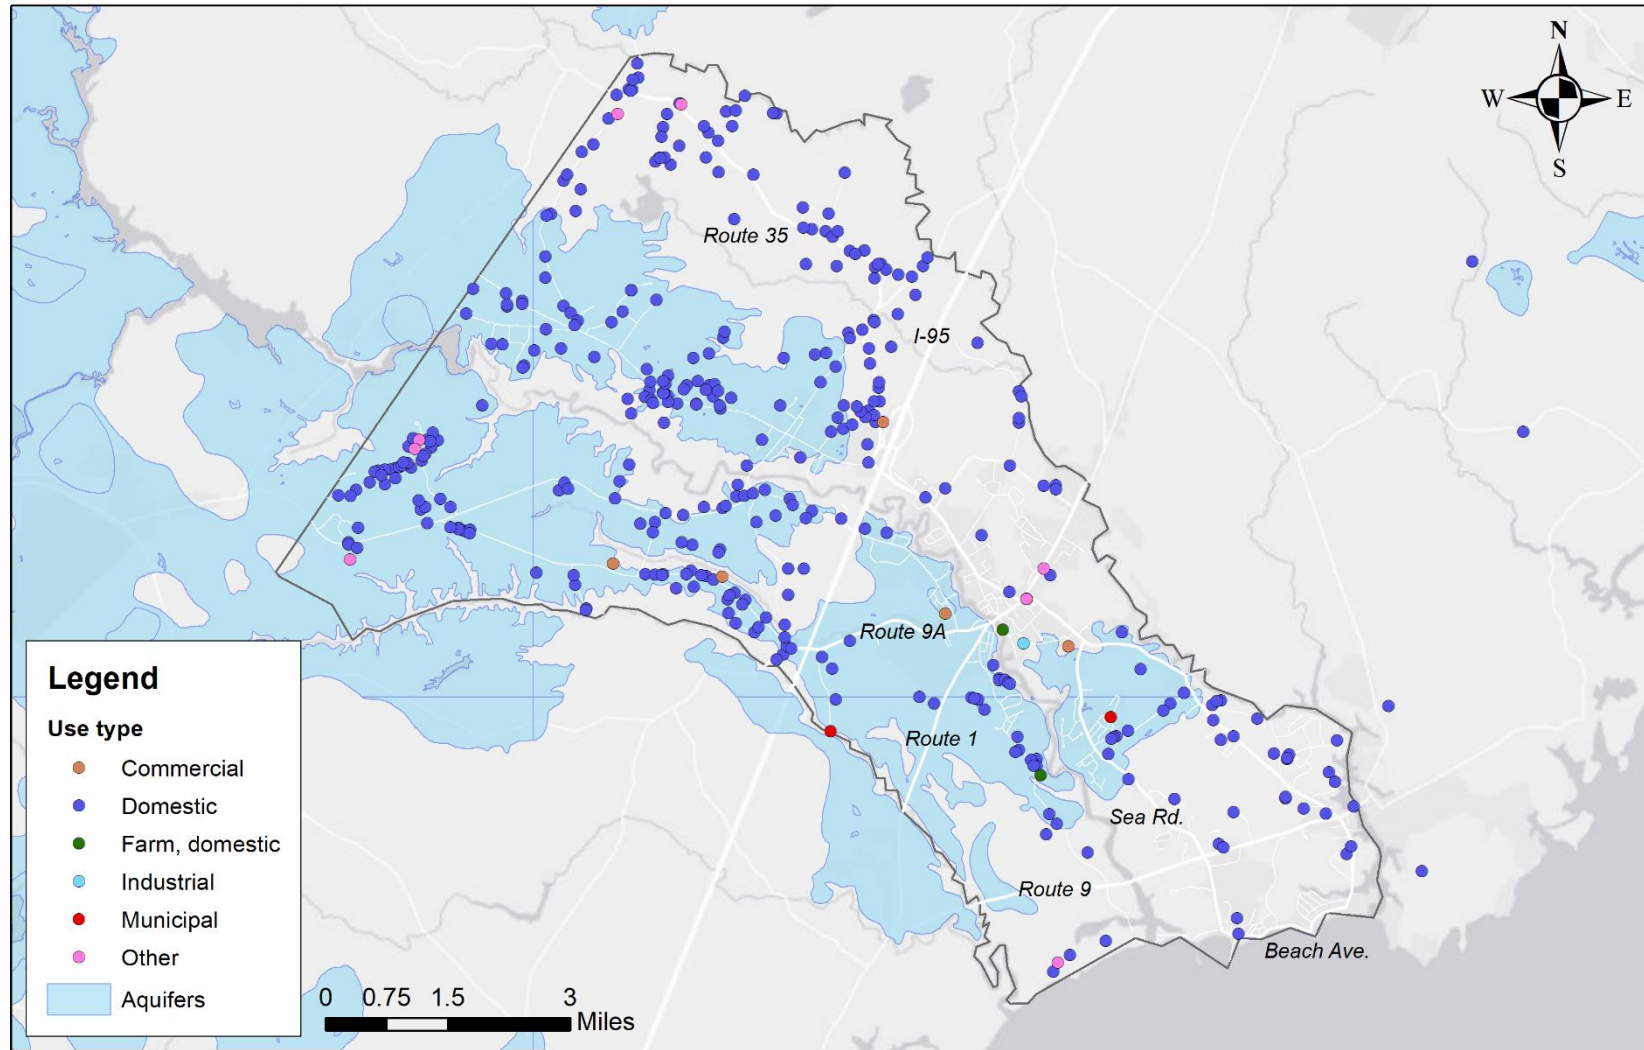 N
W E
S
Route 35
I-95
Route 9A
Route 1
Sea Rd.
Route 9
Beach Ave.
Legend
Use type
Commercial
Domestic
Farm, domestic
Industrial
Municipal
Other
Aquifers
0 0.75 1.5 3
Miles